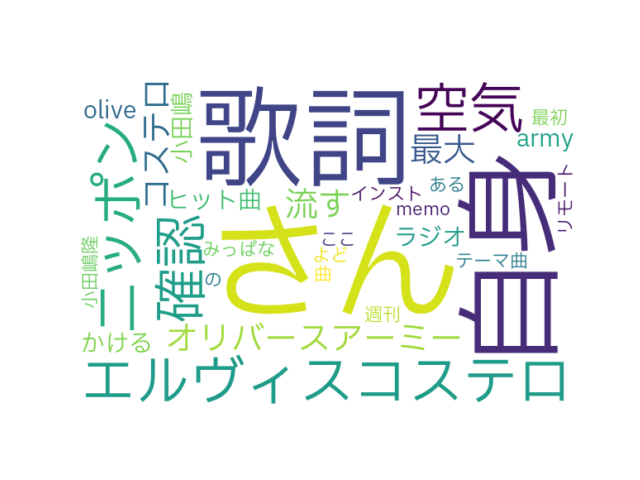 olive
小田嶋
コステロ
ニッポン
歌詞
空気
最初
army
最大
ヒット曲
流す
インスト
ある
memo
自身
リモート
小田嶋隆
確認
みっぱな
ここ
ラジオ
の
さん
よど
曲
テーマ曲
週刊
かける
オリバースアーミー
エルヴィスコステロ